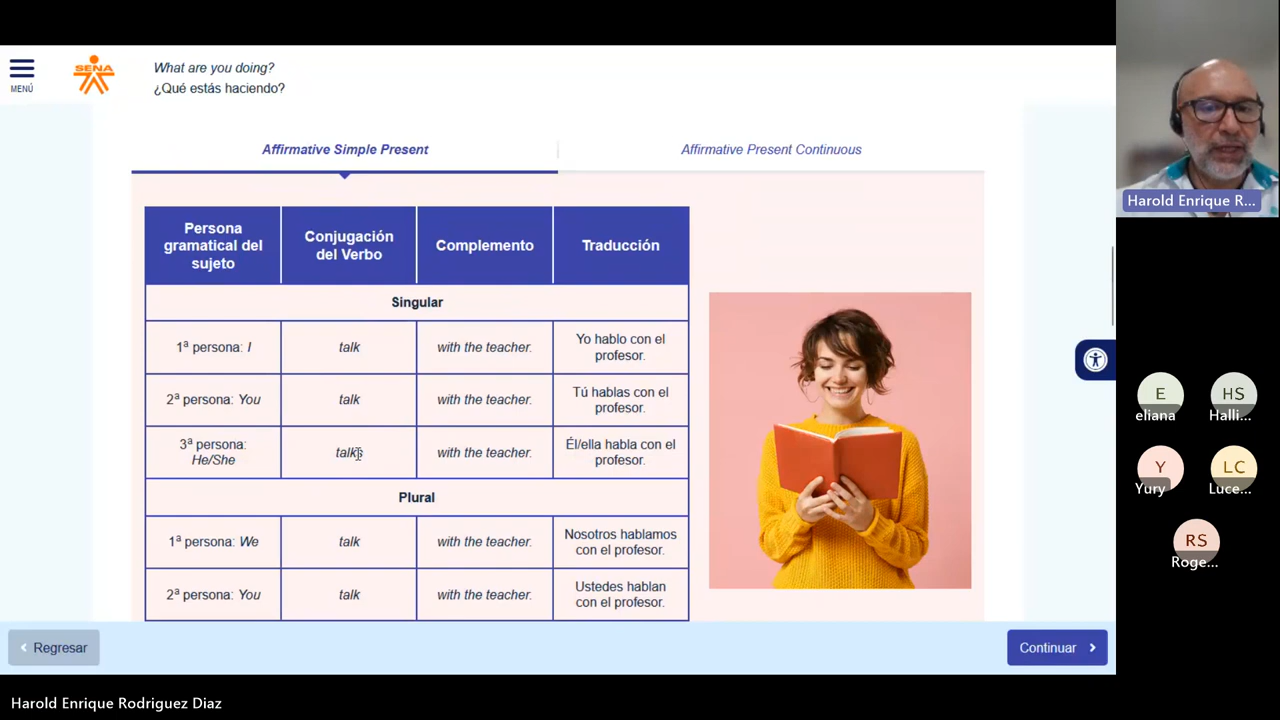 MENÚ
SENA
What are you doing?
¿Qué estás haciendo?
Affirmative Simple Present
Affirmative Present Continuous
Persona gramatical del sujeto
Conjugación del Verbo
Complemento
Traducción
Singular
1ª persona: I
talk
with the teacher.
Yo hablo con el profesor.
2ª persona: You
talk
with the teacher.
Tú hablas con el profesor.
3ª persona: He/She
talks
with the teacher.
Él/ella habla con el profesor.
Plural
1ª persona: We
talk
with the teacher.
Nosotros hablamos con el profesor.
2ª persona: You
talk
with the teacher.
Ustedes hablan con el profesor.
Regresar
Continuar
Harold Enrique R...
E
eliana
HS
Halli...
Y
Yury
LC
Luce...
RS
Roge...
Harold Enrique Rodriguez Diaz